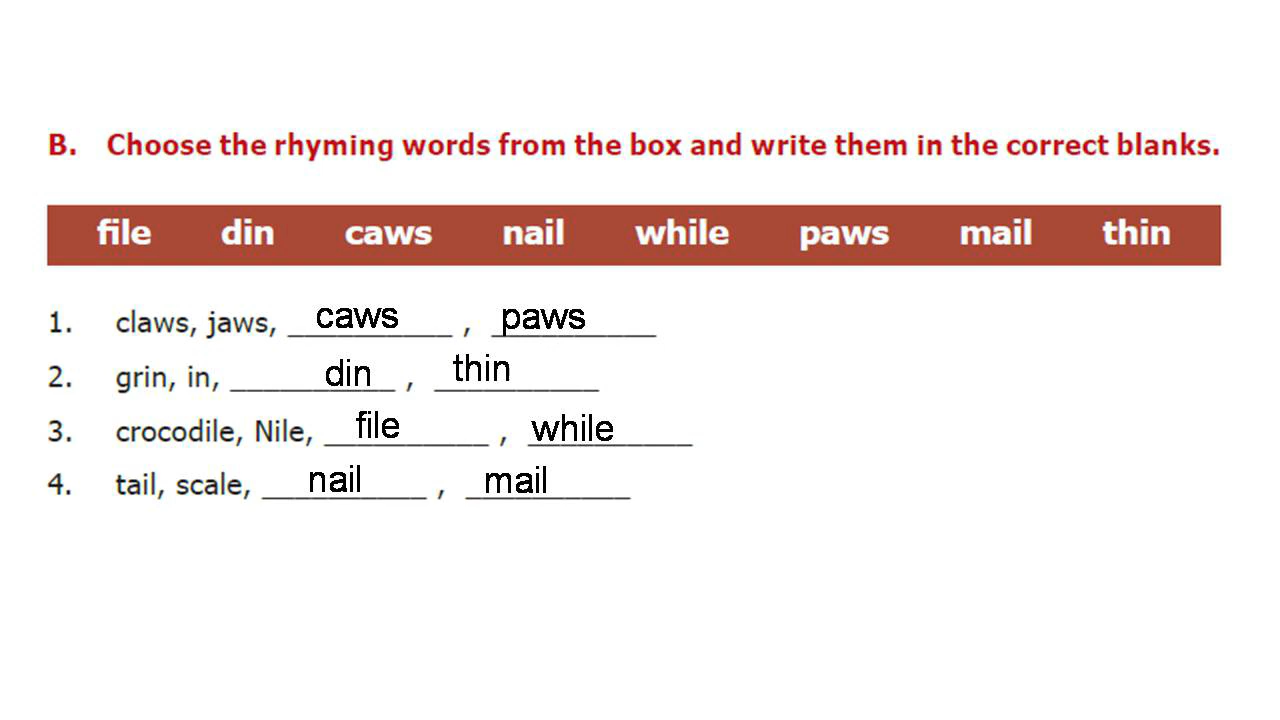 B. Choose the rhyming words from the box and write them in the correct blanks.
file din caws nail while paws mail thin
1. claws, jaws, caws , paws
2. grin, in, din , thin
3. crocodile, Nile, file , while
4. tail, scale, nail , mail